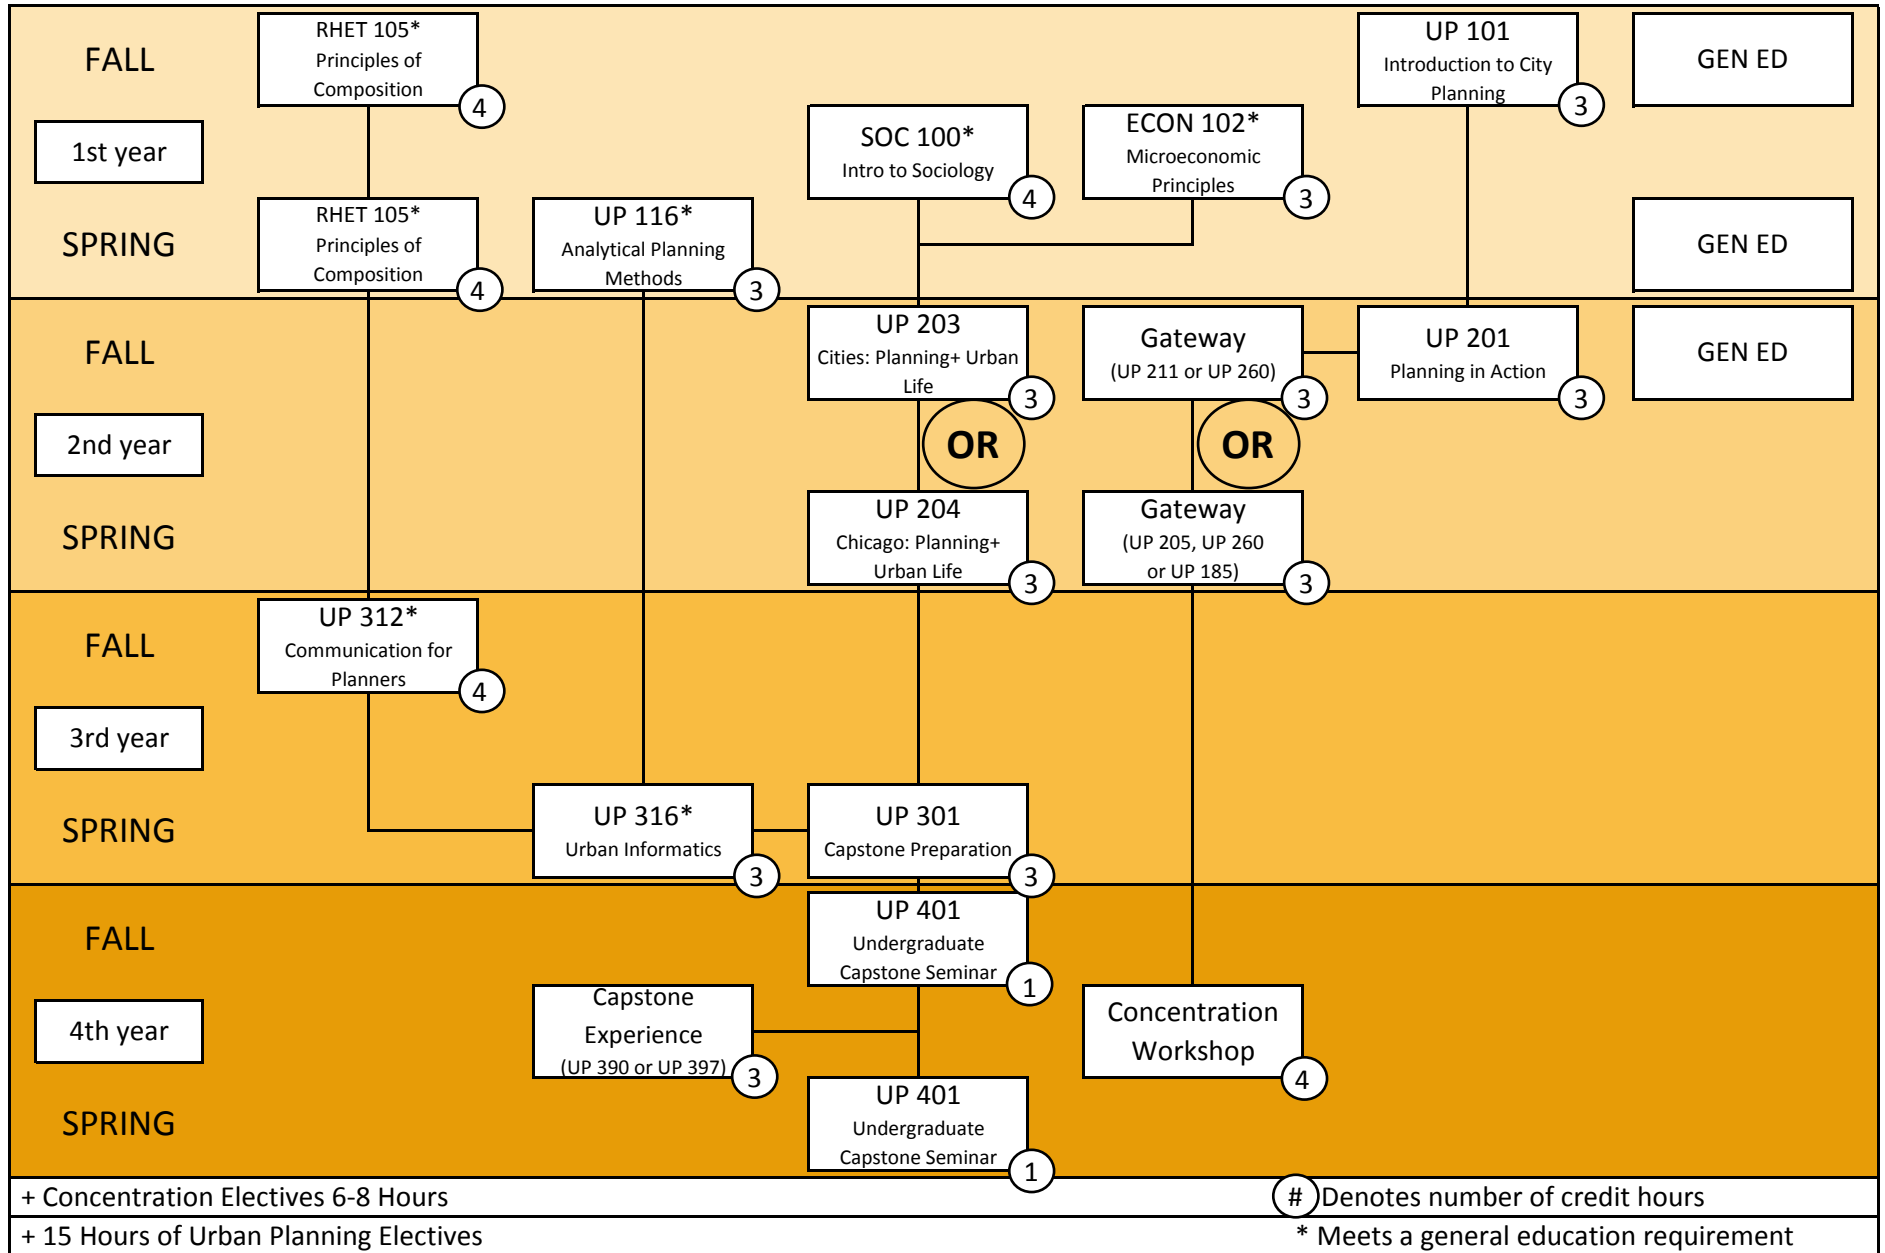 FALL
RHET 105*
Principles of
Composition
4
UP 101
Introduction to City
Planning
3
GEN ED
1st year
SOC 100*
Intro to Sociology
4
ECON 102*
Microeconomic
Principles
3
SPRING
RHET 105*
Principles of
Composition
4
UP 116*
Analytical Planning
Methods
3
GEN ED
FALL
UP 203
Cities: Planning+ Urban
Life
3
Gateway
(UP 211 or UP 260)
3
UP 201
Planning in Action
3
GEN ED
2nd year
OR
OR
SPRING
UP 204
Chicago: Planning+
Urban Life
3
Gateway
(UP 205, UP 260
or UP 185)
3
FALL
UP 312*
Communication for
Planners
4
3rd year
SPRING
UP 316*
Urban Informatics
3
UP 301
Capstone Preparation
3
FALL
UP 401
Undergraduate
Capstone Seminar
1
4th year
Capstone
Experience
(UP 390 or UP 397)
3
Concentration
Workshop
4
SPRING
UP 401
Undergraduate
Capstone Seminar
1
+ Concentration Electives 6-8 Hours
# Denotes number of credit hours
+ 15 Hours of Urban Planning Electives
* Meets a general education requirement